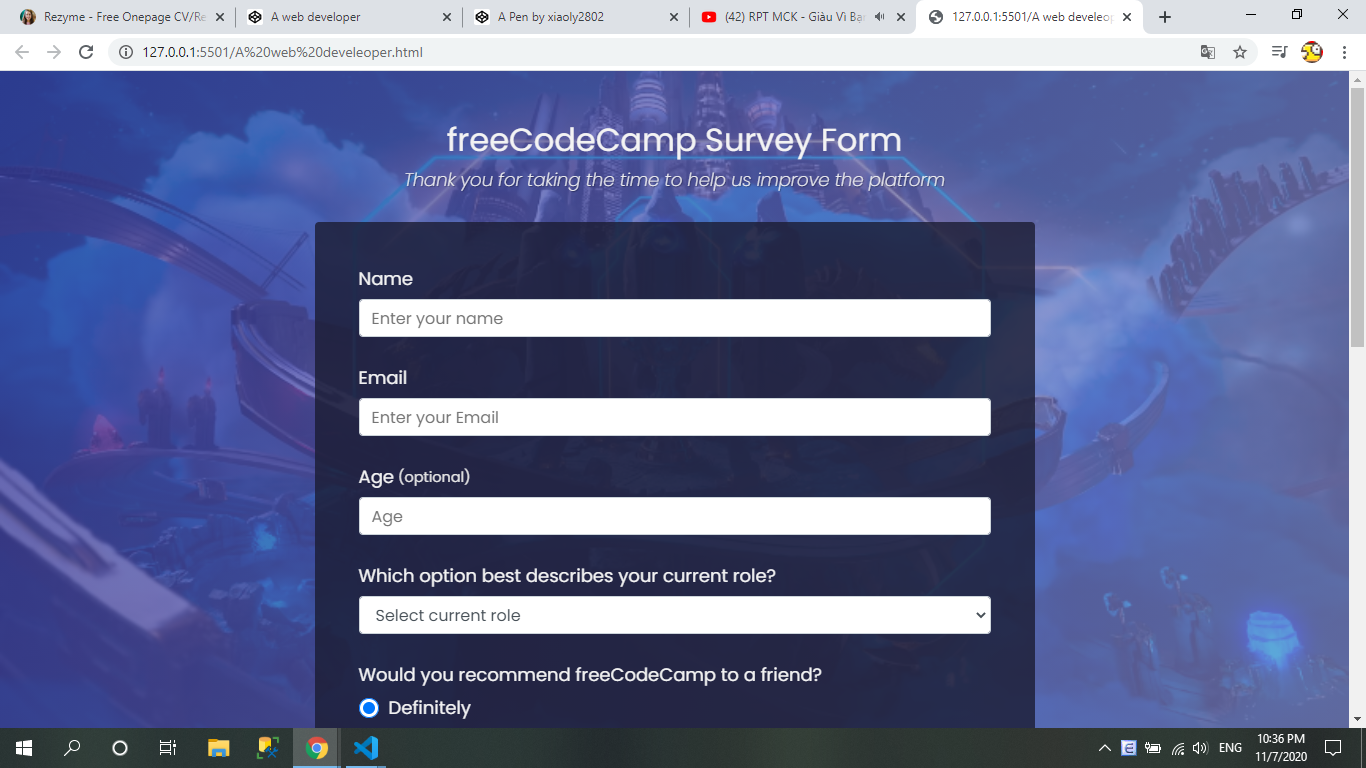 Rezyme - Free Onepage CV/Re
A web developer
A Pen by xiaoly2802
(42) RPT MCK - Giàu Vì Bạ
127.0.0.1:5501/A web develeop
127.0.0.1:5501/A%20web%20develeoper.html
freeCodeCamp Survey Form
Thank you for taking the time to help us improve the platform
Name
Enter your name
Email
Enter your Email
Age (optional)
Age
Which option best describes your current role?
Select current role
Would you recommend freeCodeCamp to a friend?
Definitely
ENG
10:36 PM
11/7/2020